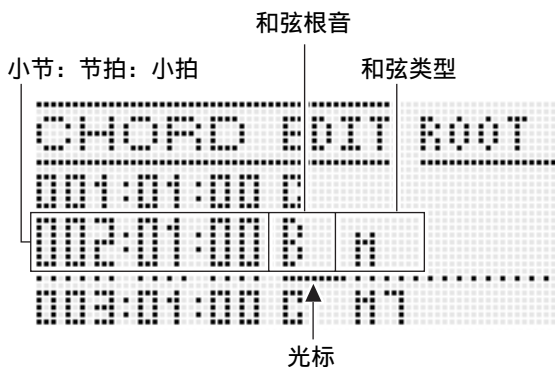 和弦根音
小节：节拍：小拍
和弦类型
CHORD EDIT ROOT
001:01:00 C
002:01:00 B M
003:01:00 C M7
光标